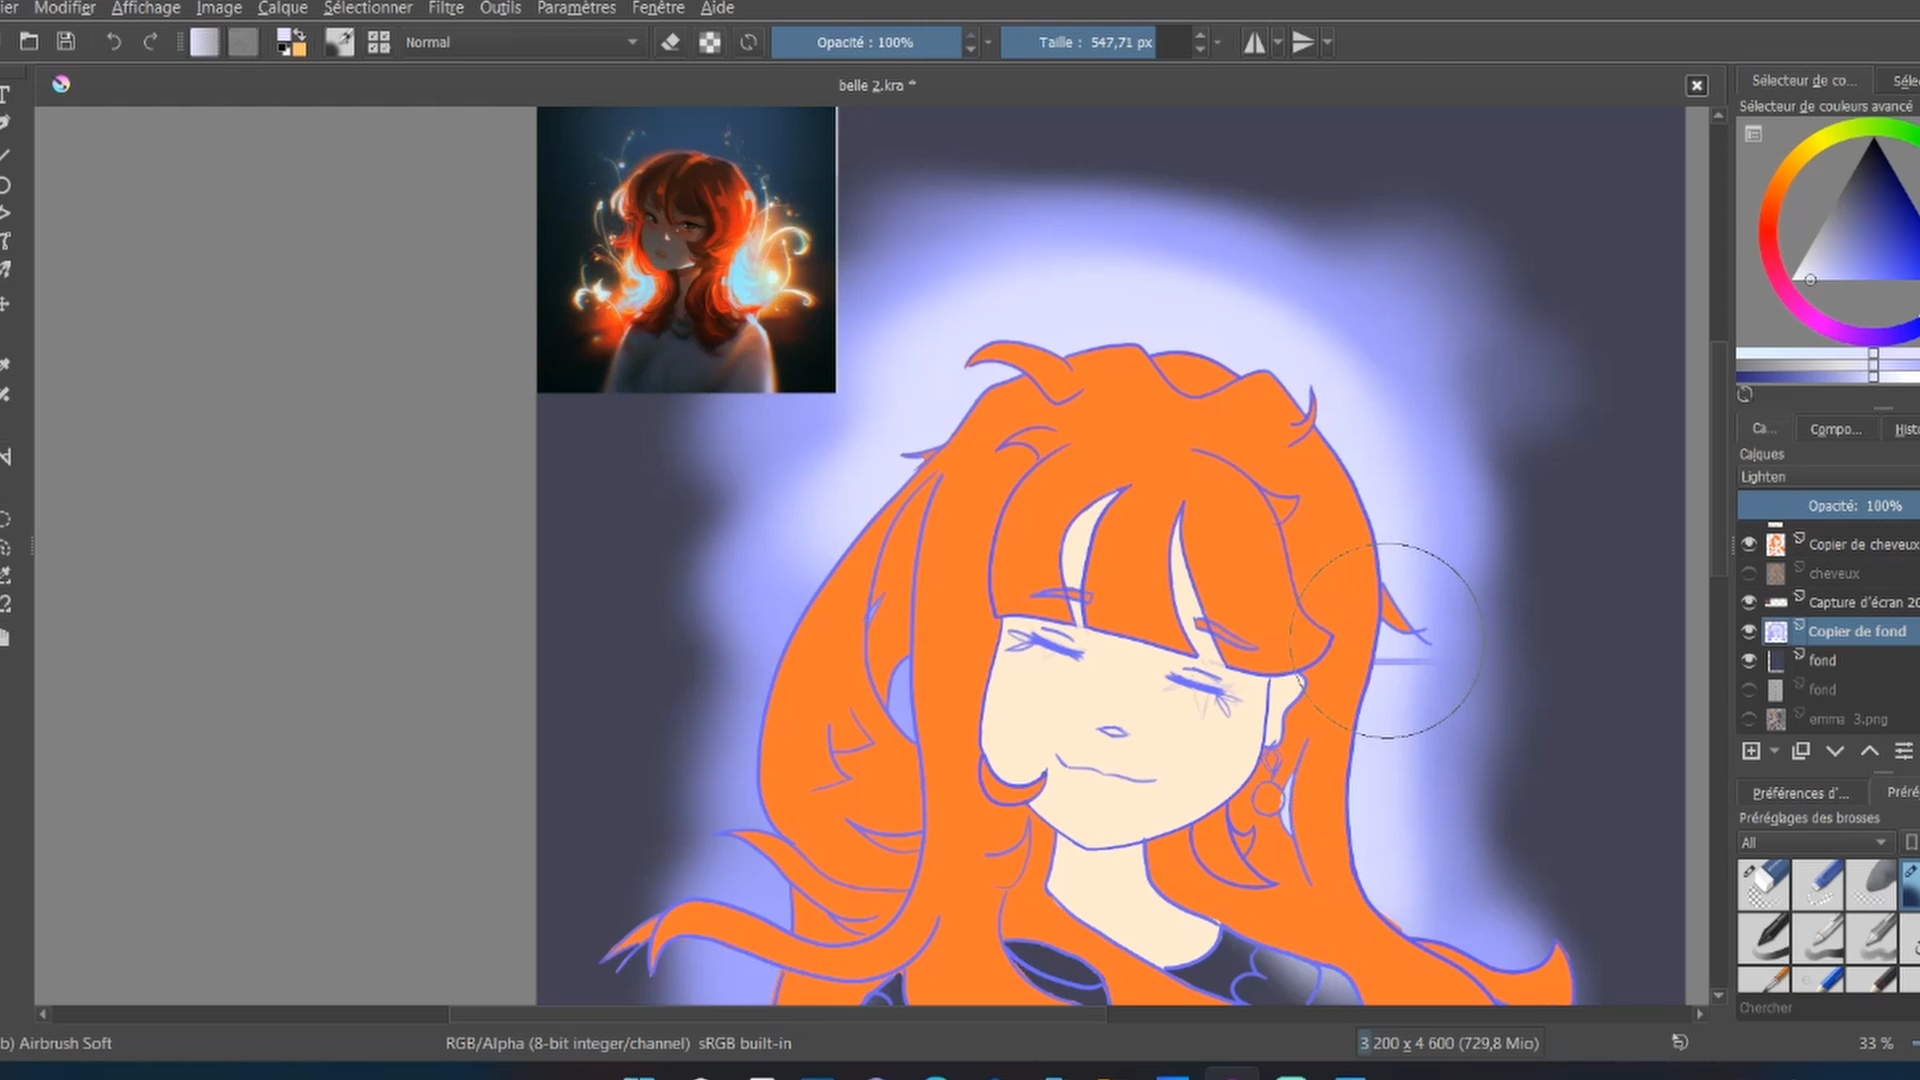 ier Modifier Affichage Image Calque Sélectionner Filtre Outils Paramètres Fenêtre Aide
Normal Opacité : 100% Taille : 547,71 px
belle 2.kra *
Sélecteur de co... Séle
Sélecteur de couleurs avancé
Ca... Compo... Histo
Calques
Lighten
Opacité: 100%
Copier de cheveux
cheveux
Capture d'écran 20
Copier de fond
fond
fond
emma 3.png
Préférences d'... Préré
Préréglages des brosses
All
Chercher
b) Airbrush Soft RGB/Alpha (8-bit integer/channel) sRGB built-in 3 200 x 4 600 (729,8 Mio) 33 %